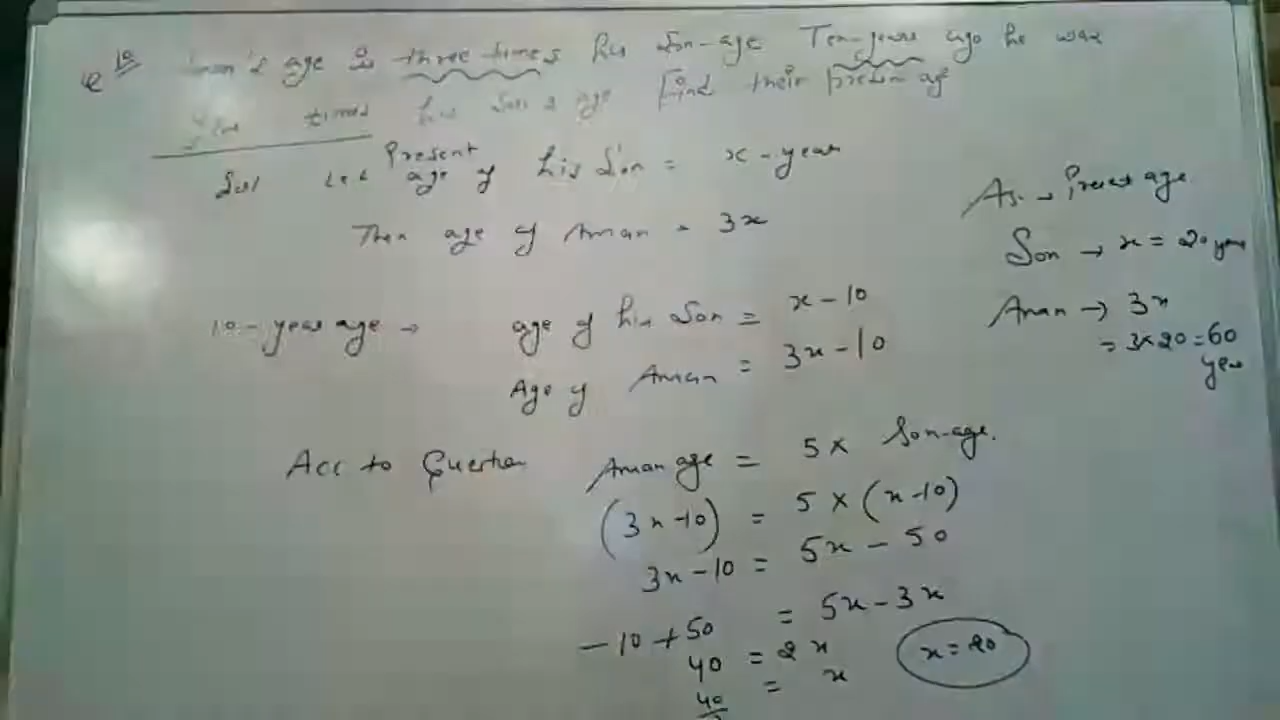 Q 10 Aman's age is three times his Son-age Ten-years ago he was
five times his Son's age Find their present age
Sol Let Present age of his Son = x-year
Then age of Aman = 3x
10-year ago → age of his Son = x-10
Age of Aman = 3x-10
Acc to Question Aman age = 5× Son-age.
(3x-10) = 5×(x-10)
3x-10 = 5x-50
-10+50 = 5x-3x
40 = 2x
40 = x
x=20
As → Present age
Son → x = 20 year
Aman → 3x
= 3×20=60
year